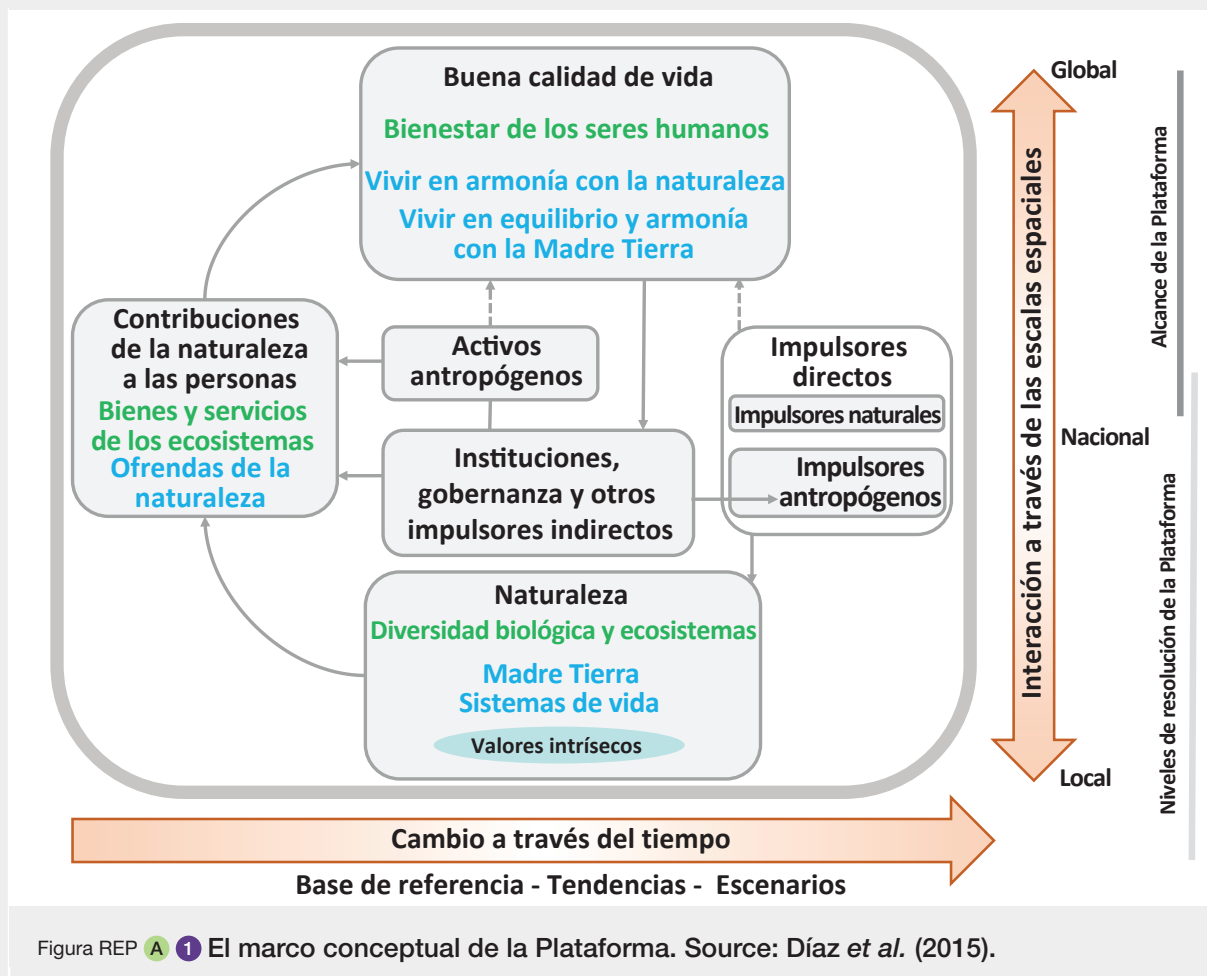 Buena calidad de vida
Bienestar de los seres humanos
Vivir en armonía con la naturaleza
Vivir en equilibrio y armonía
con la Madre Tierra
Contribuciones
de la naturaleza
a las personas
Bienes y servicios
de los ecosistemas
Ofrendas de la
naturaleza
Activos
antropógenos
Instituciones,
gobernanza y otros
impulsores indirectos
Impulsores
directos
Impulsores naturales
Impulsores
antropógenos
Naturaleza
Diversidad biológica y ecosistemas
Madre Tierra
Sistemas de vida
Valores intrísecos
Global
Nacional
Local
Interacción a través de las escalas espaciales
Alcance de la Plataforma
Niveles de resolución de la Plataforma
Cambio a través del tiempo
Base de referencia - Tendencias - Escenarios
Figura REP A 1 El marco conceptual de la Plataforma. Source: Díaz et al. (2015).